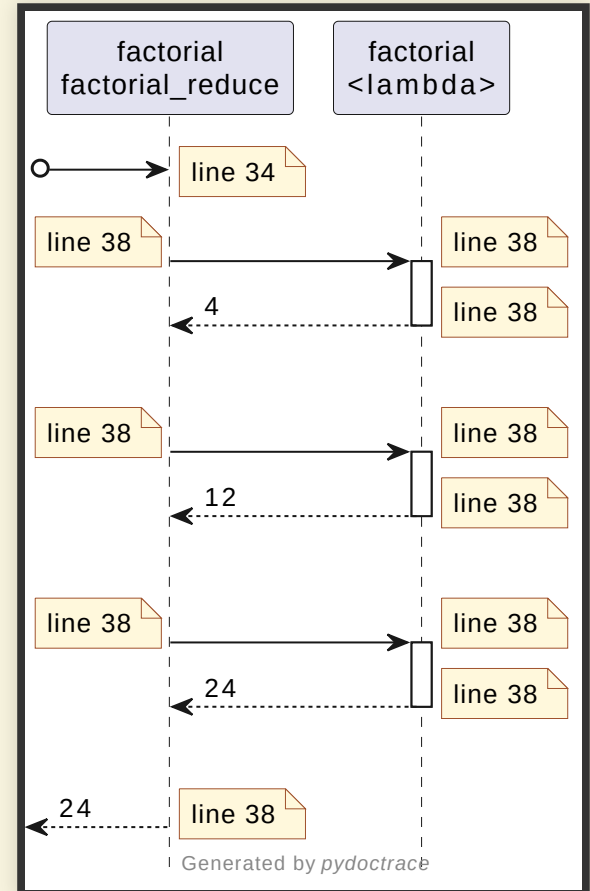 factorial
factorial_reduce
factorial
<lambda>
line 34
line 38
line 38
4
line 38
line 38
line 38
12
line 38
line 38
line 38
24
line 38
24
line 38
Generated by pydoctrace